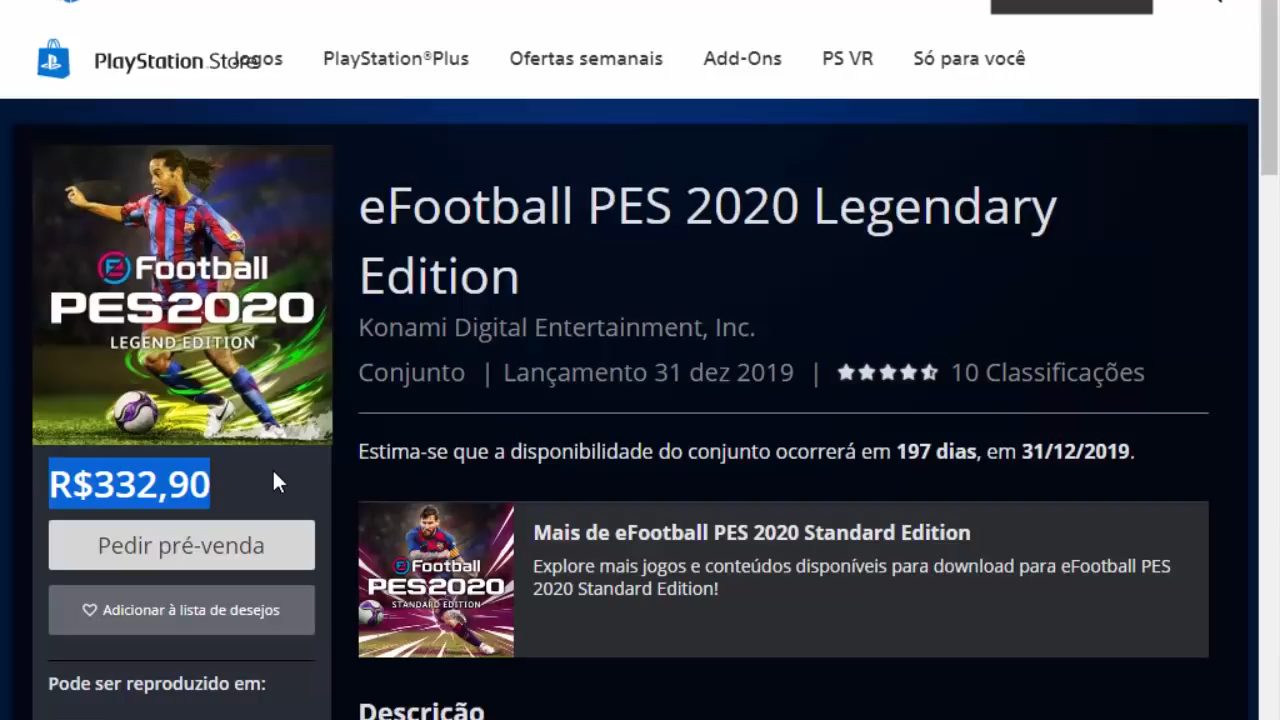 PlayStation Store
Jogos
PlayStation®Plus
Ofertas semanais
Add-Ons
PS VR
Só para você
eFootball PES 2020 Legendary
Edition
Konami Digital Entertainment, Inc.
Conjunto | Lançamento 31 dez 2019 | 10 Classificações
Estima-se que a disponibilidade do conjunto ocorrerá em 197 dias, em 31/12/2019.
Football
PES2020
LEGEND EDITION
R$332,90
Pedir pré-venda
Adicionar à lista de desejos
Pode ser reproduzido em:
Football
PES2020
STANDARD EDITION
Mais de eFootball PES 2020 Standard Edition
Explore mais jogos e conteúdos disponíveis para download para eFootball PES
2020 Standard Edition!
Descrição